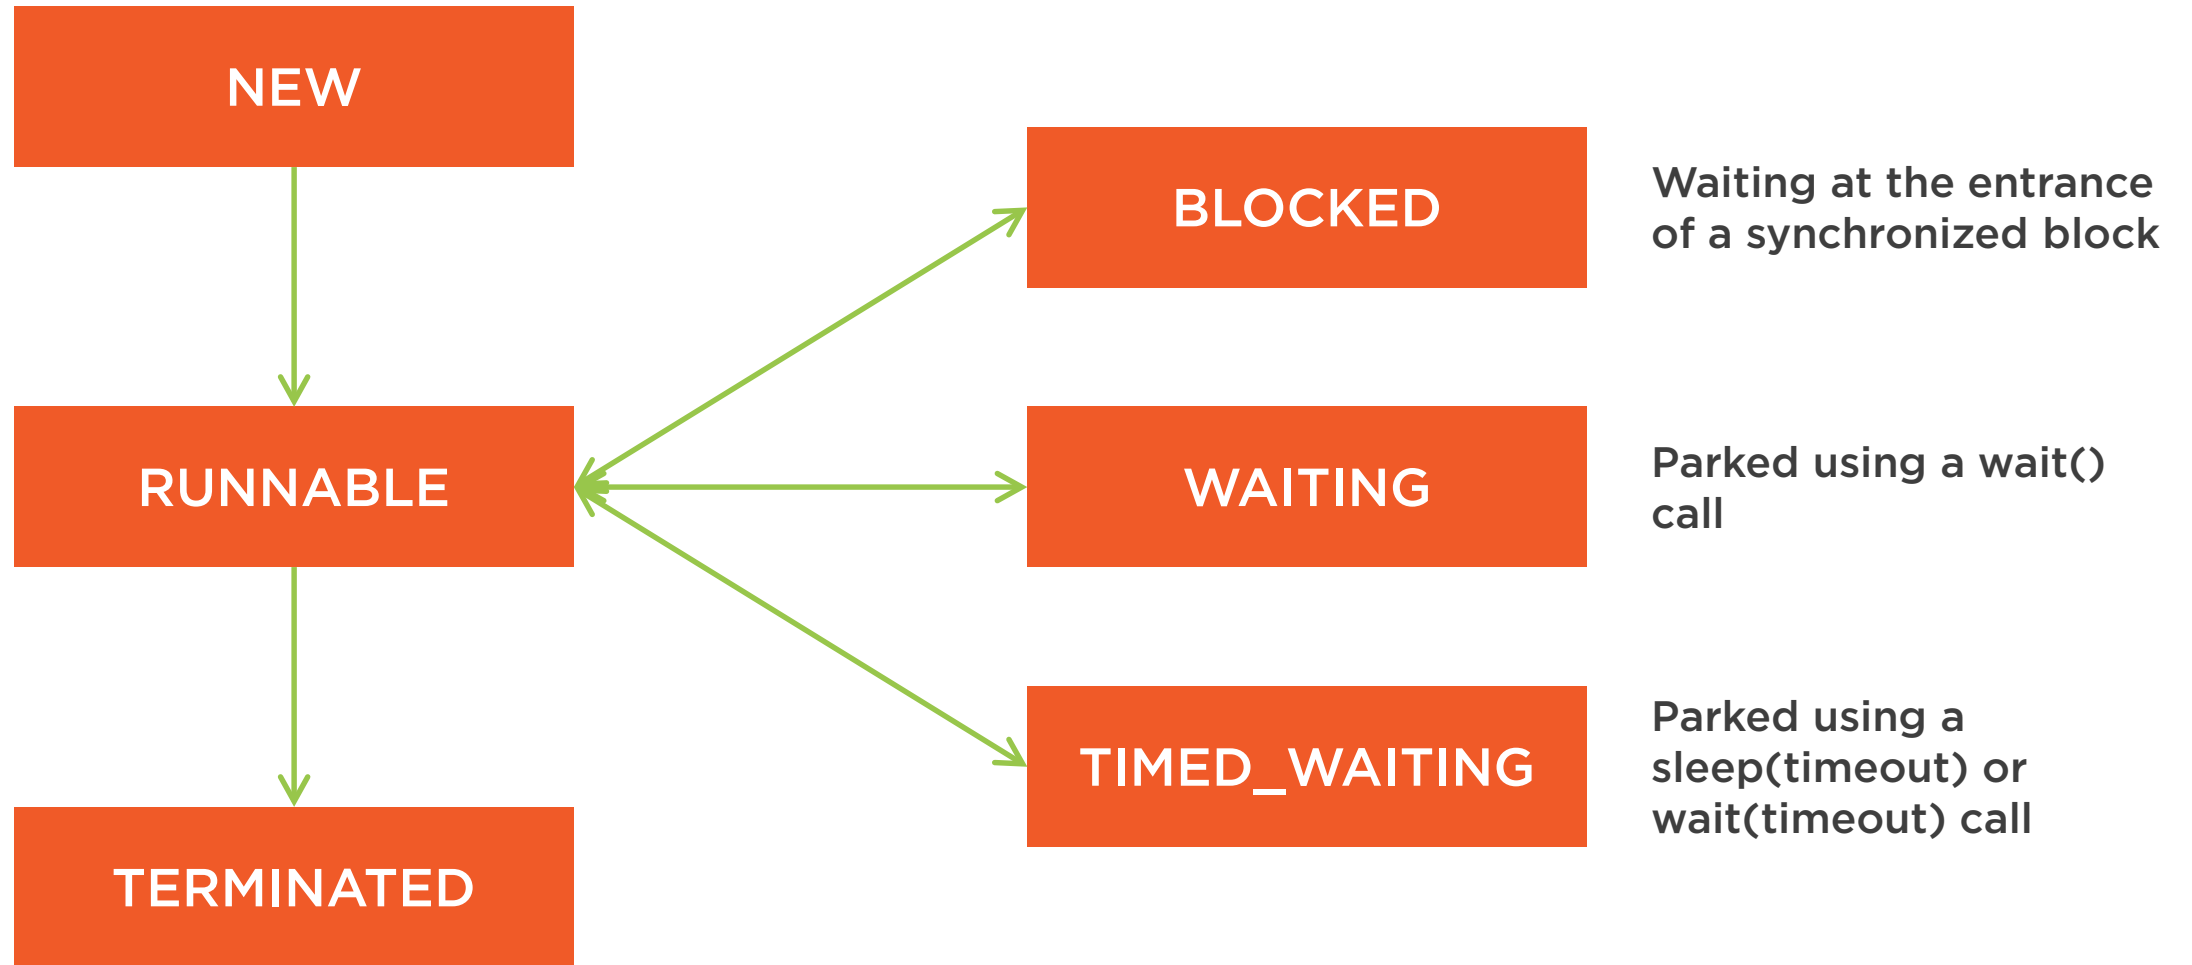 NEW
BLOCKED
Waiting at the entrance
of a synchronized block
RUNNABLE
WAITING
Parked using a wait()
call
TIMED_WAITING
Parked using a
sleep(timeout) or
wait(timeout) call
TERMINATED